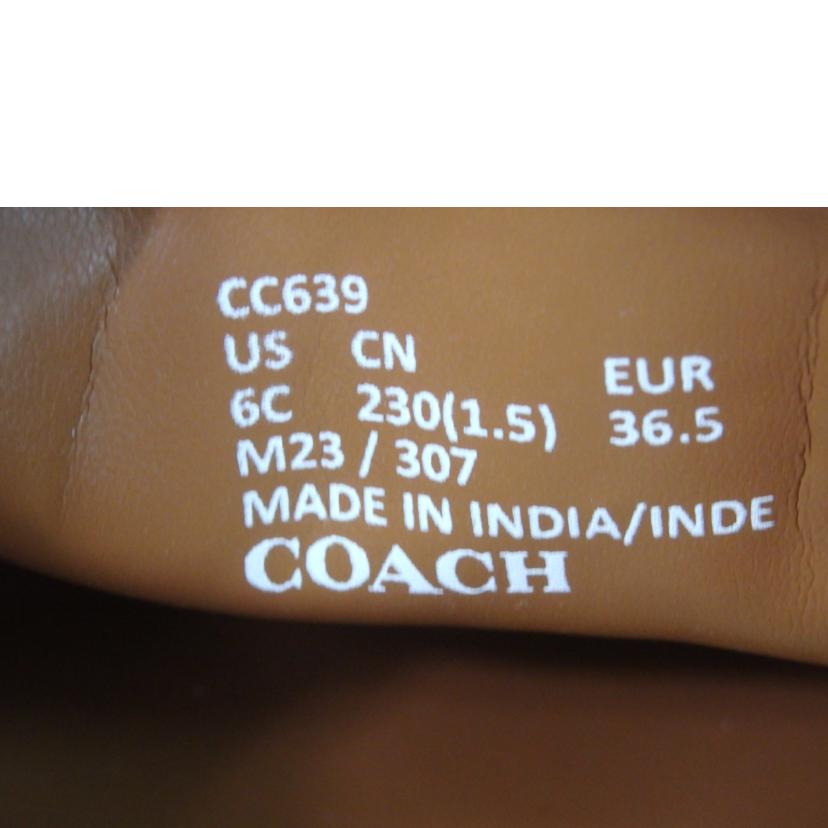 CC639
US CN EUR
6C 230(1.5) 36.5
M23 / 307
MADE IN INDIA/INDE
COACH